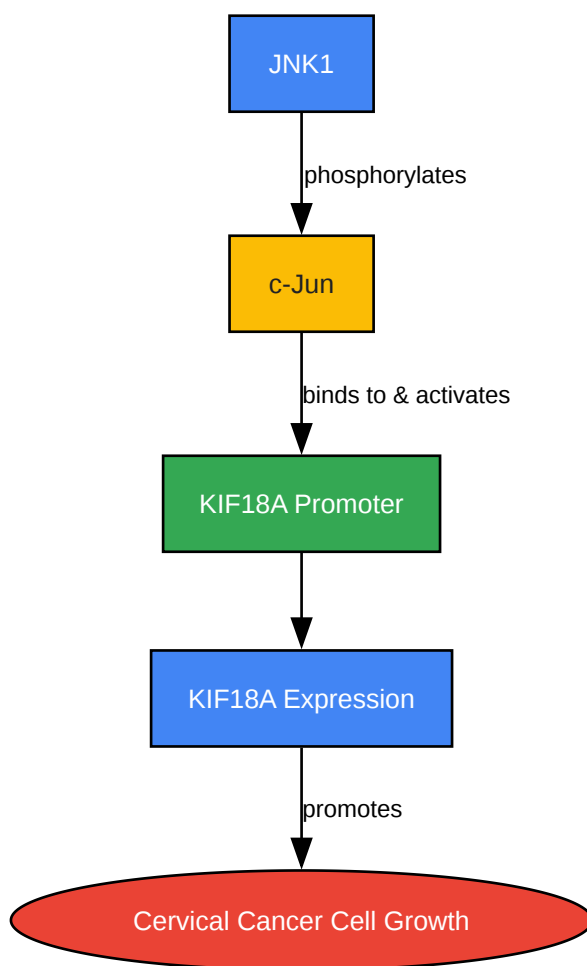 JNK1
phosphorylates
c-Jun
binds to & activates
KIF18A Promoter
KIF18A Expression
promotes
Cervical Cancer Cell Growth